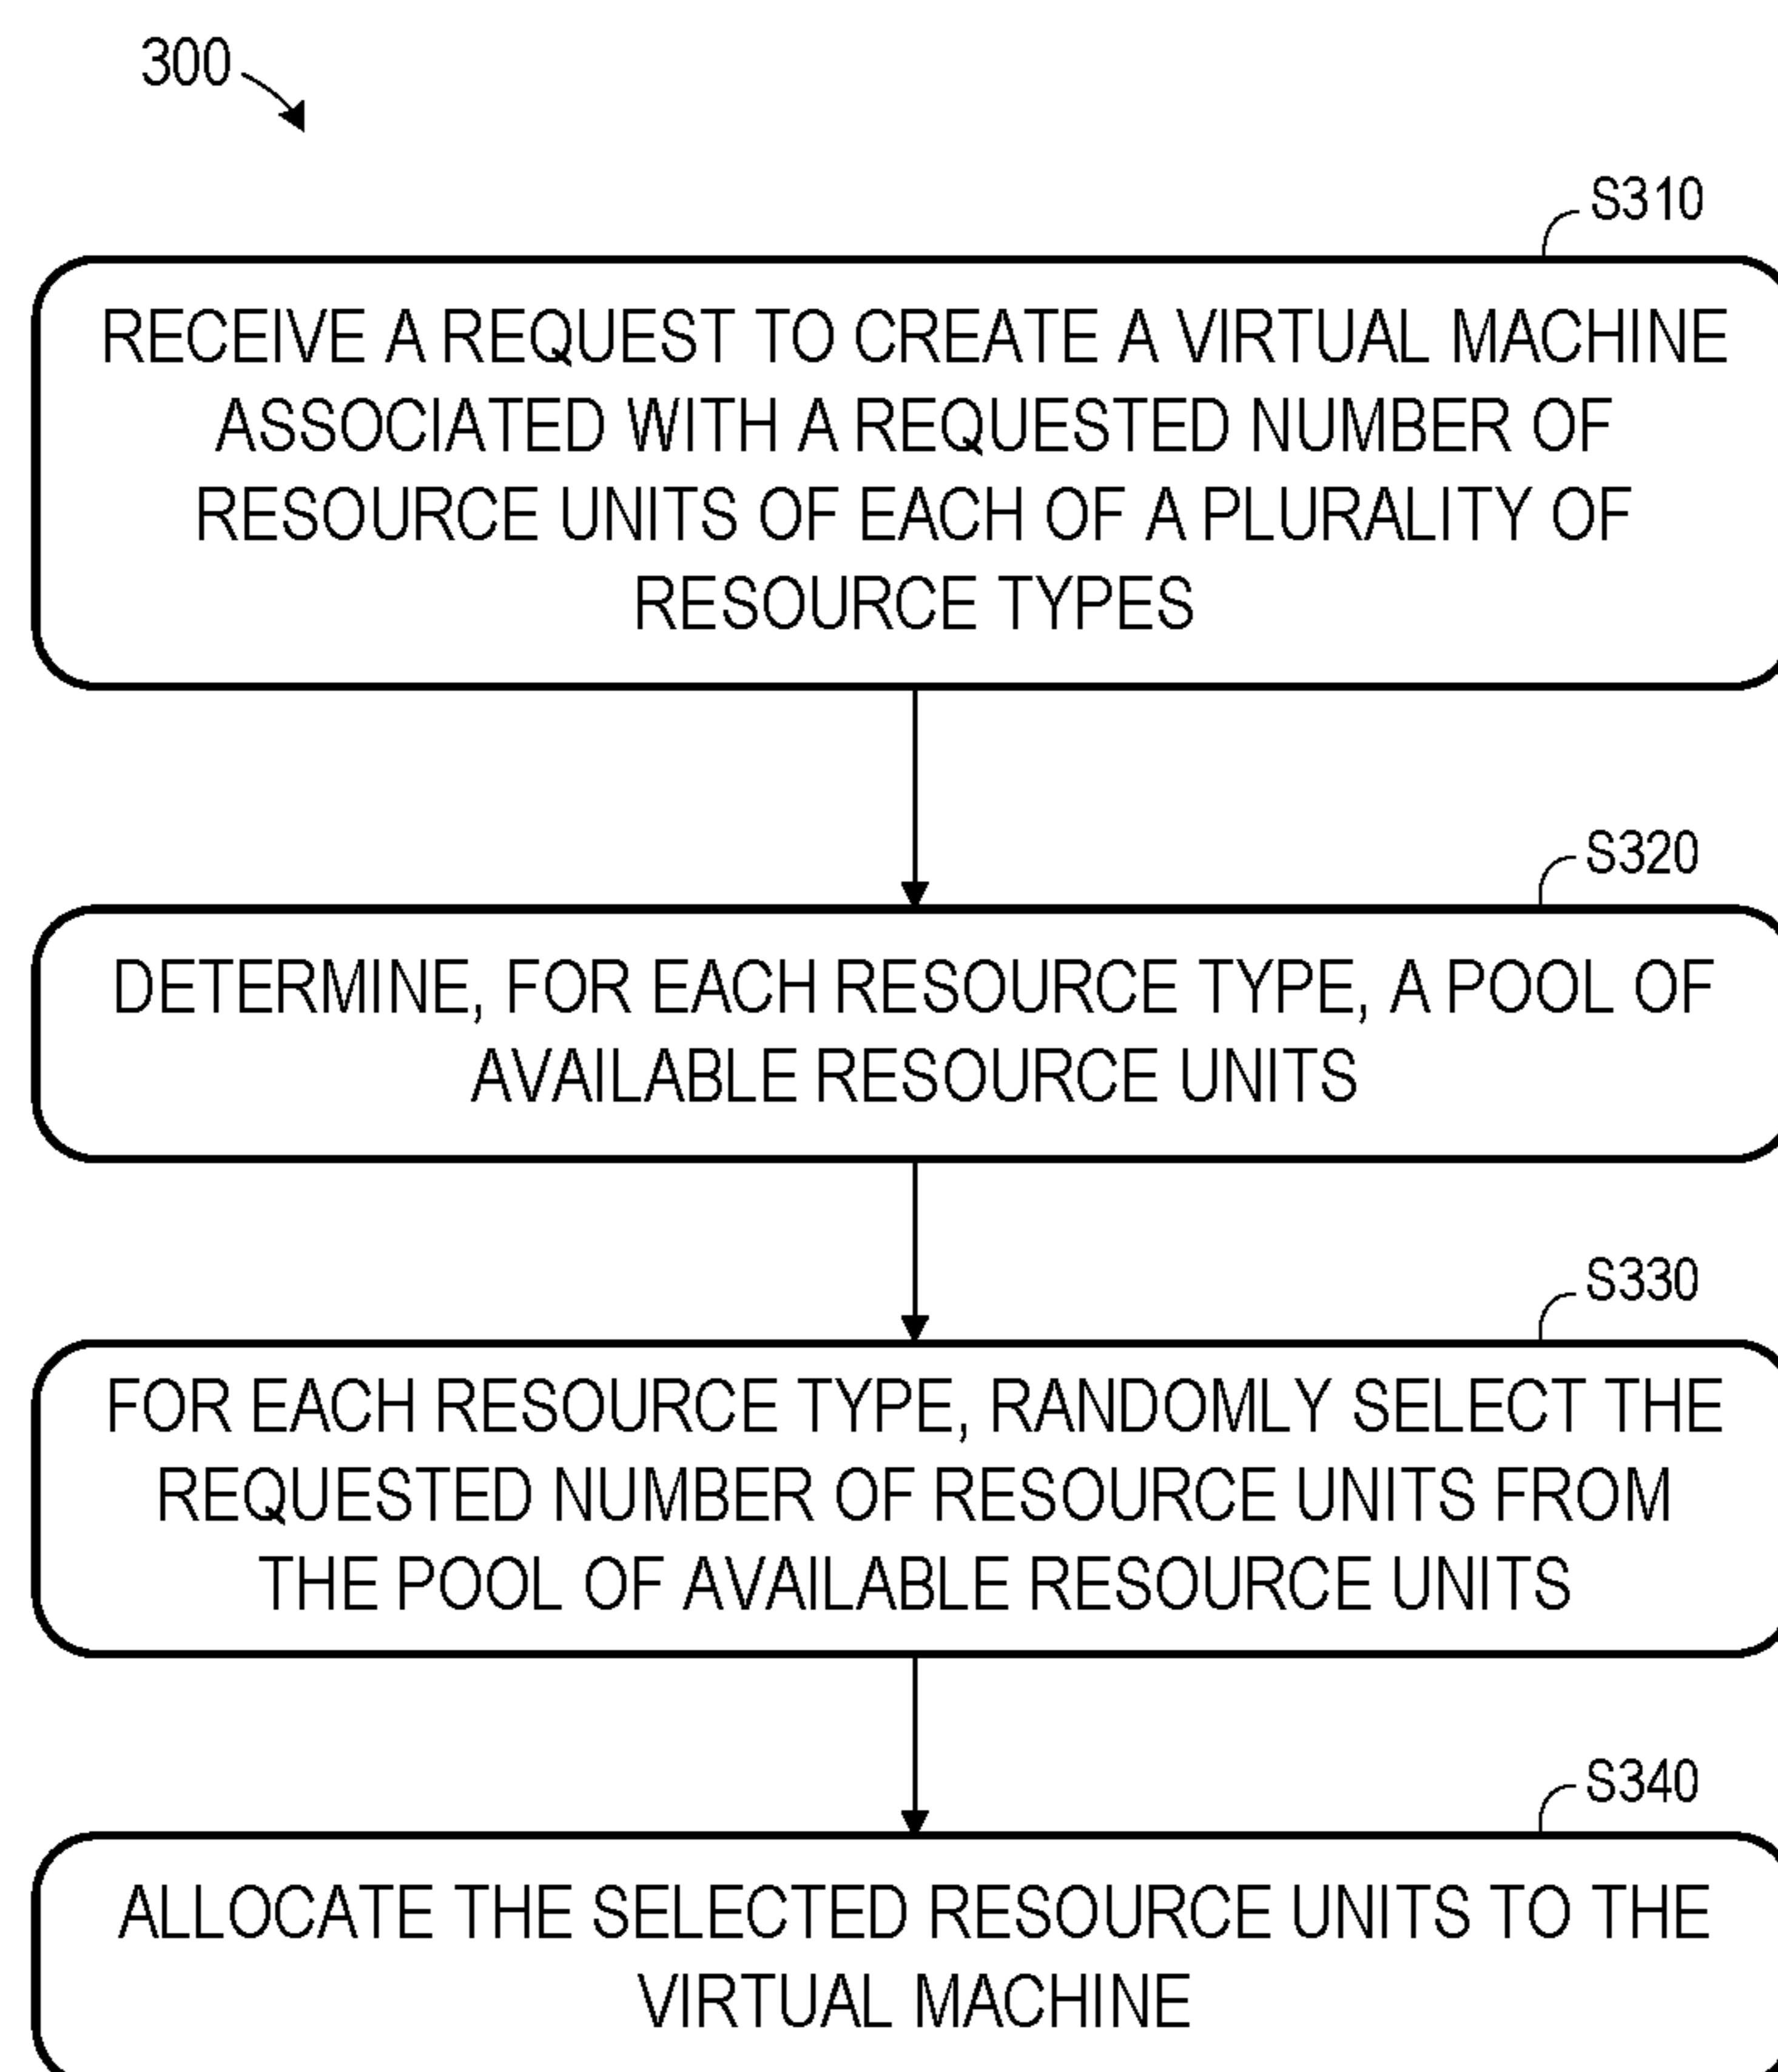 300
S310
RECEIVE A REQUEST TO CREATE A VIRTUAL MACHINE
ASSOCIATED WITH A REQUESTED NUMBER OF
RESOURCE UNITS OF EACH OF A PLURALITY OF
RESOURCE TYPES
S320
DETERMINE, FOR EACH RESOURCE TYPE, A POOL OF
AVAILABLE RESOURCE UNITS
S330
FOR EACH RESOURCE TYPE, RANDOMLY SELECT THE
REQUESTED NUMBER OF RESOURCE UNITS FROM
THE POOL OF AVAILABLE RESOURCE UNITS
S340
ALLOCATE THE SELECTED RESOURCE UNITS TO THE
VIRTUAL MACHINE